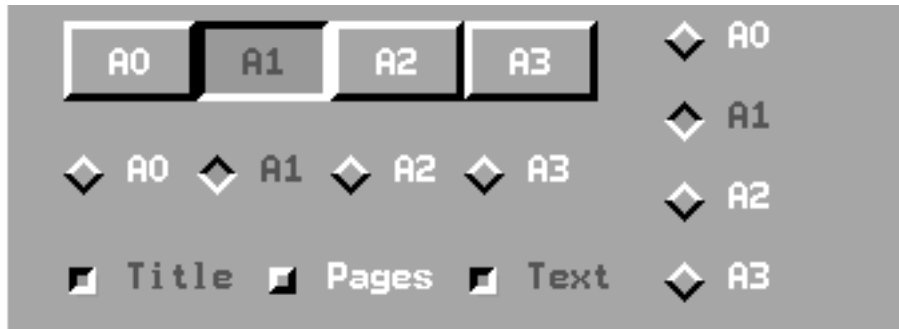 A0 A1 A2 A3
A0 A1 A2 A3
Title Pages Text
A0
A1
A2
A3